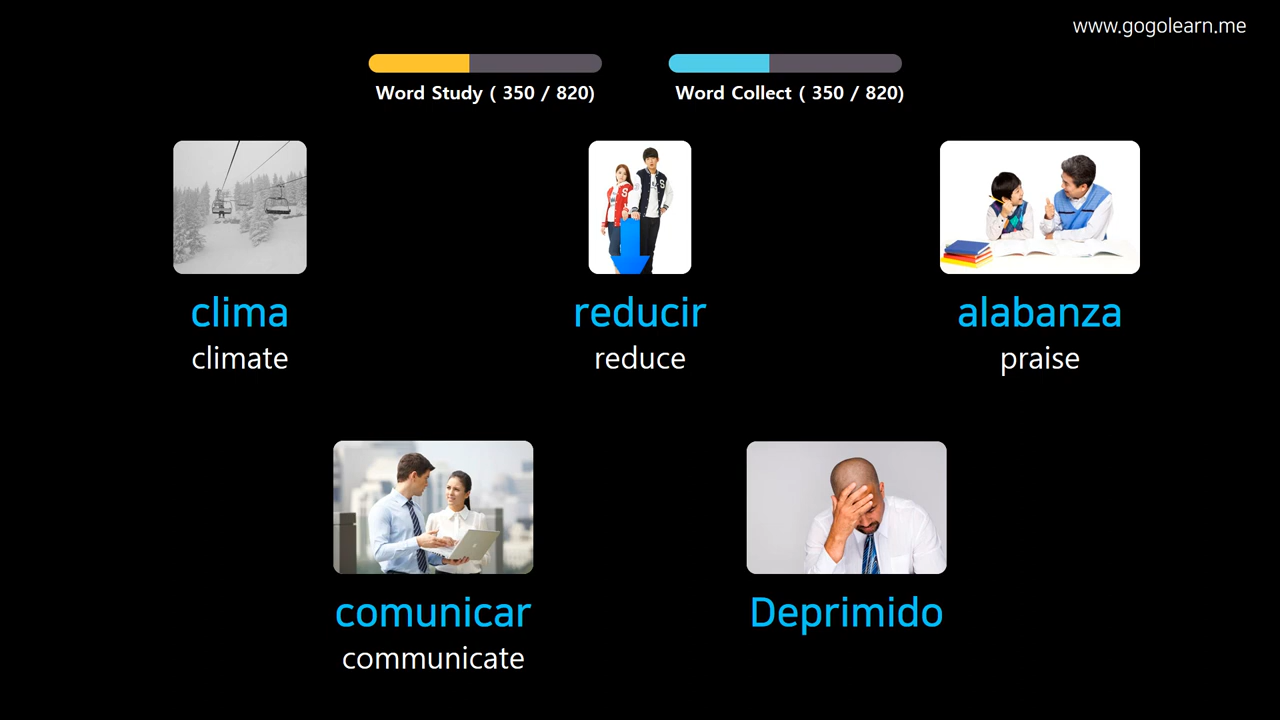 www.gogolearn.me
Word Study ( 350 / 820)
Word Collect ( 350 / 820)
clima
climate
reducir
reduce
alabanza
praise
comunicar
communicate
Deprimido